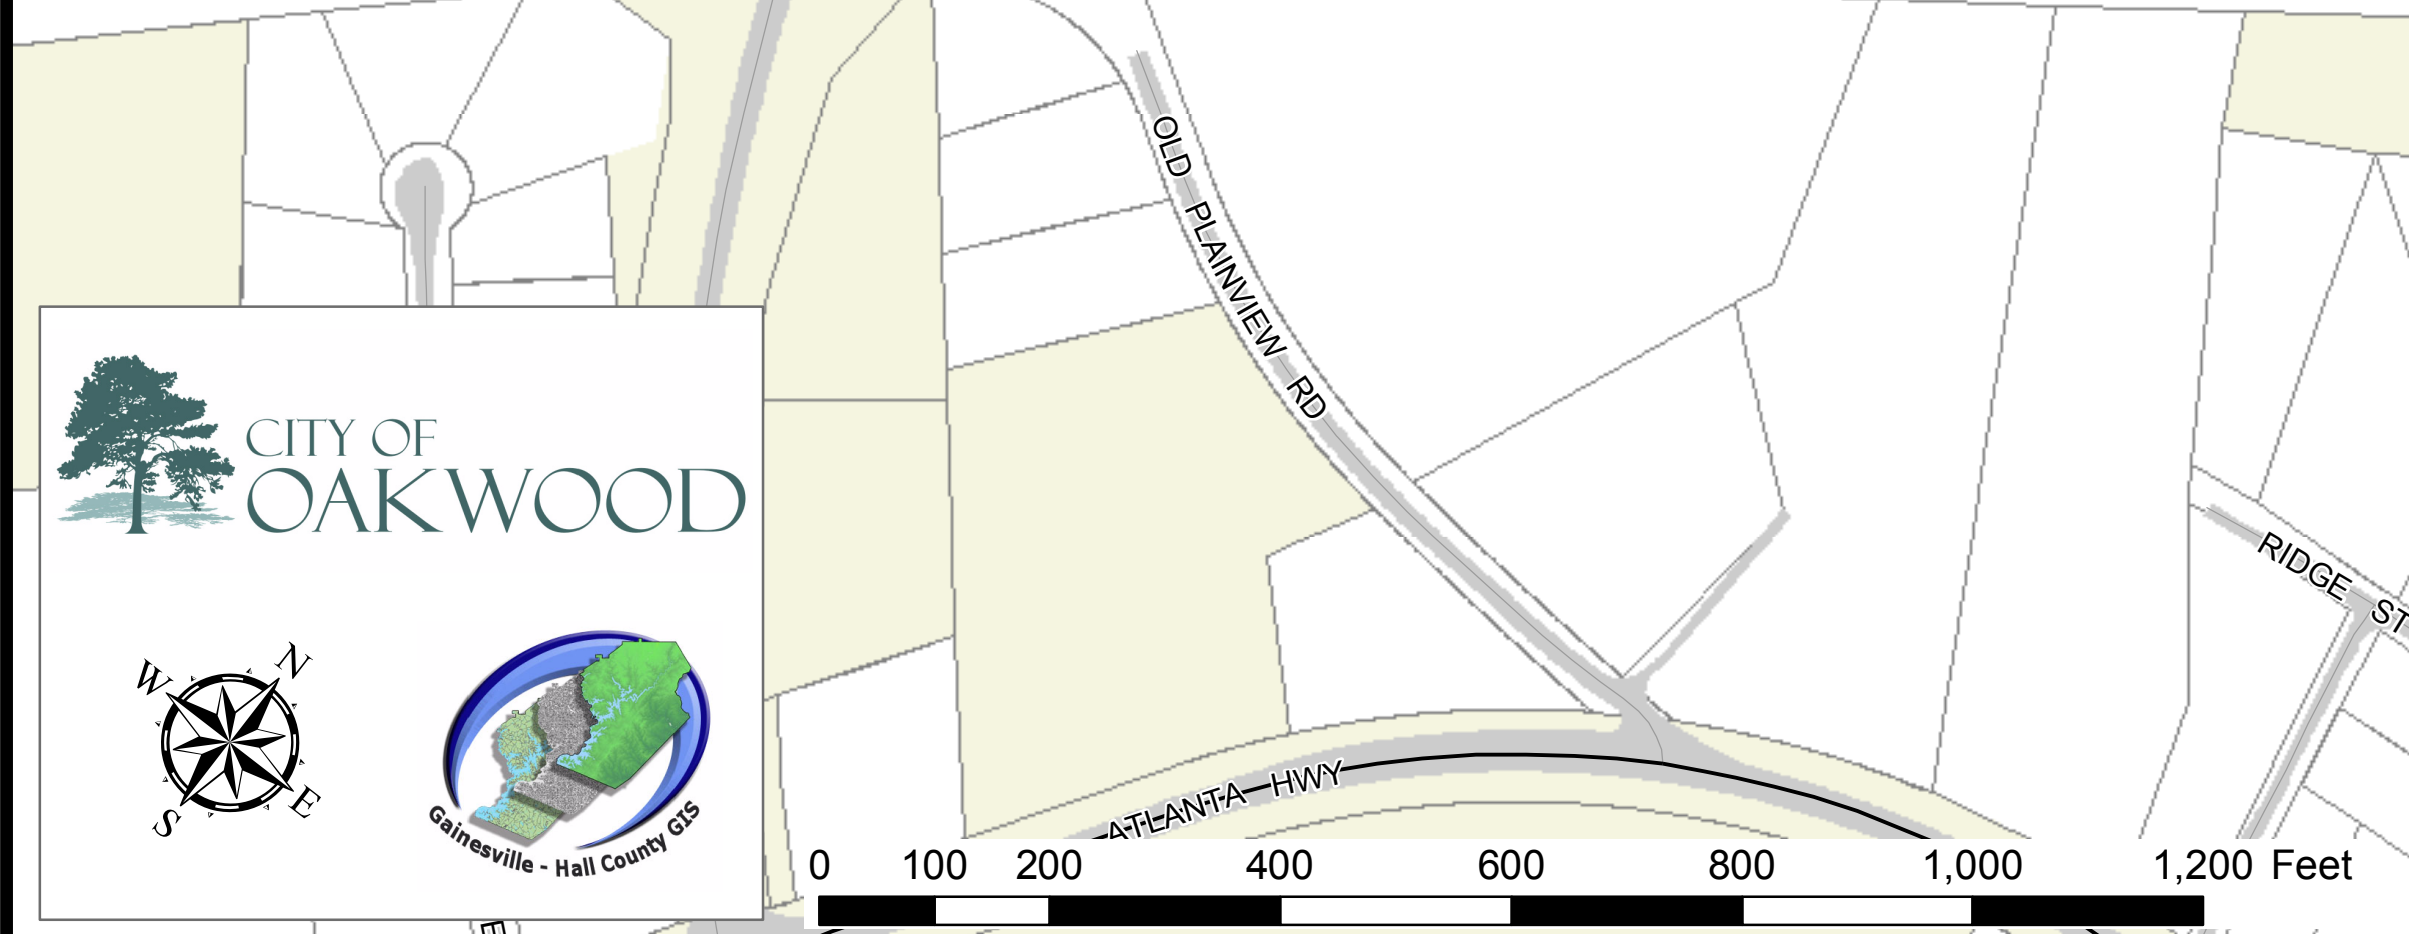 OLD PLAINVIEW RD
CITY OF
OAKWOOD
RIDGE ST
N
W
E
S
Gainesville - Hall County GIS
ATLANTA HWY
0 100 200 400 600 800 1,000 1,200 Feet
E